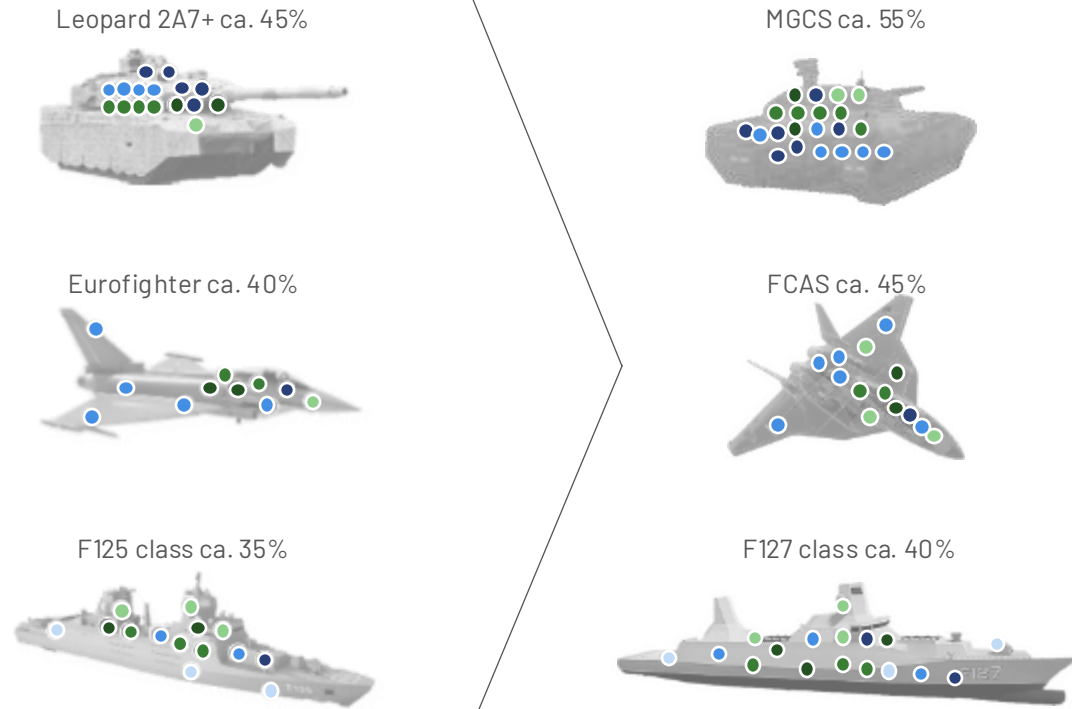 Leopard 2A7+ ca. 45%
MGCS ca. 55%
Eurofighter ca. 40%
FCAS ca. 45%
F125 class ca. 35%
F127 class ca. 40%
F127